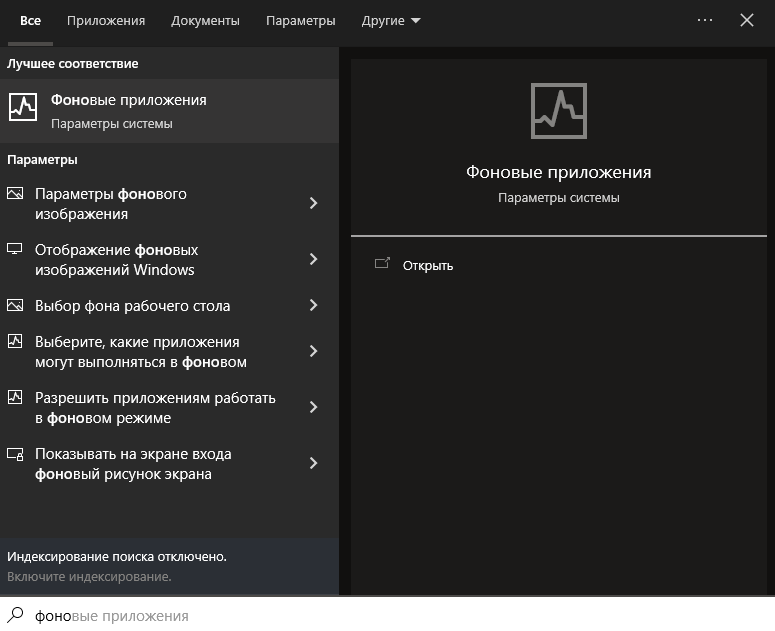 Все Приложения Документы Параметры Другие
Лучшее соответствие
Фоновые приложения
Параметры системы
Параметры
Параметры фонового
изображения
Отображение фоновых
изображений Windows
Выбор фона рабочего стола
Выберите, какие приложения
могут выполняться в фоновом
Разрешить приложениям работать
в фоновом режиме
Показывать на экране входа
фоновый рисунок экрана
Индексирование поиска отключено.
Включите индексирование.
фоновые приложения
Фоновые приложения
Параметры системы
Открыть